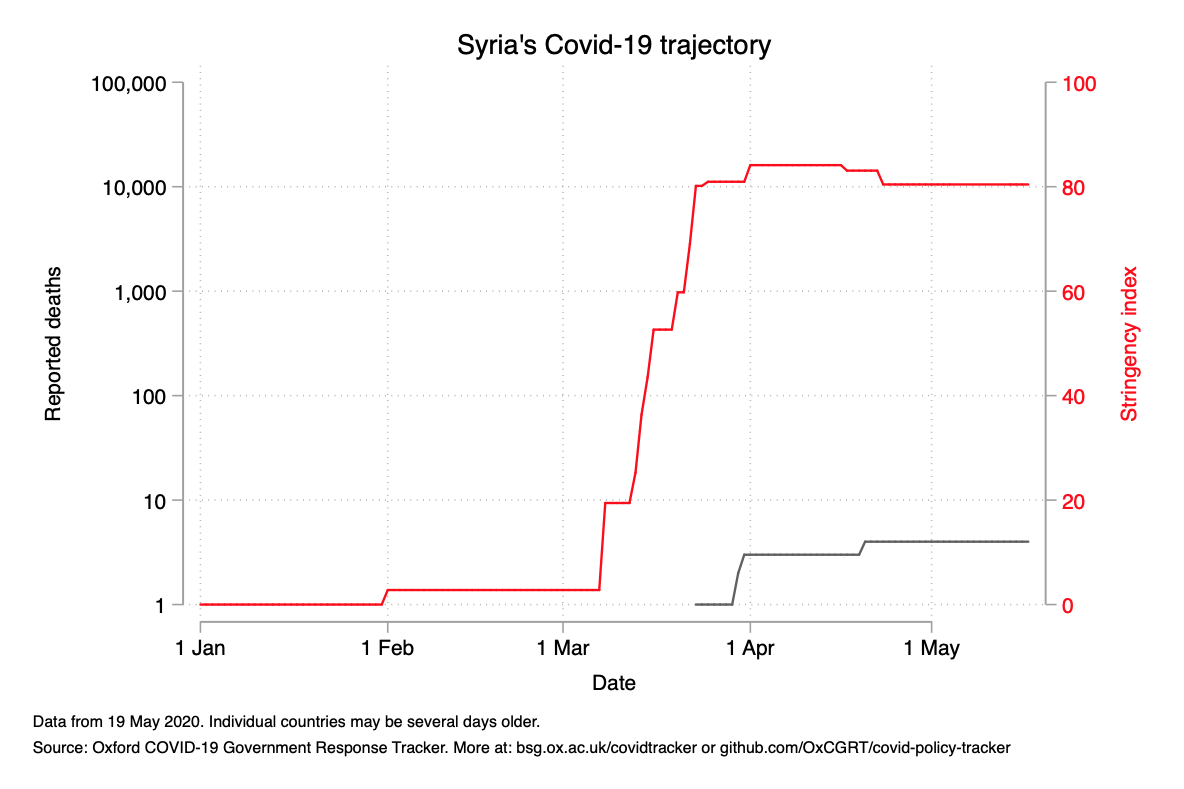 Syria's Covid-19 trajectory
100,000
10,000
1,000
100
10
1
Reported deaths
100
80
60
40
20
0
Stringency index
1 Jan 1 Feb 1 Mar 1 Apr 1 May
Date
Data from 19 May 2020. Individual countries may be several days older.
Source: Oxford COVID-19 Government Response Tracker. More at: bsg.ox.ac.uk/covidtracker or github.com/OxCGRT/covid-policy-tracker